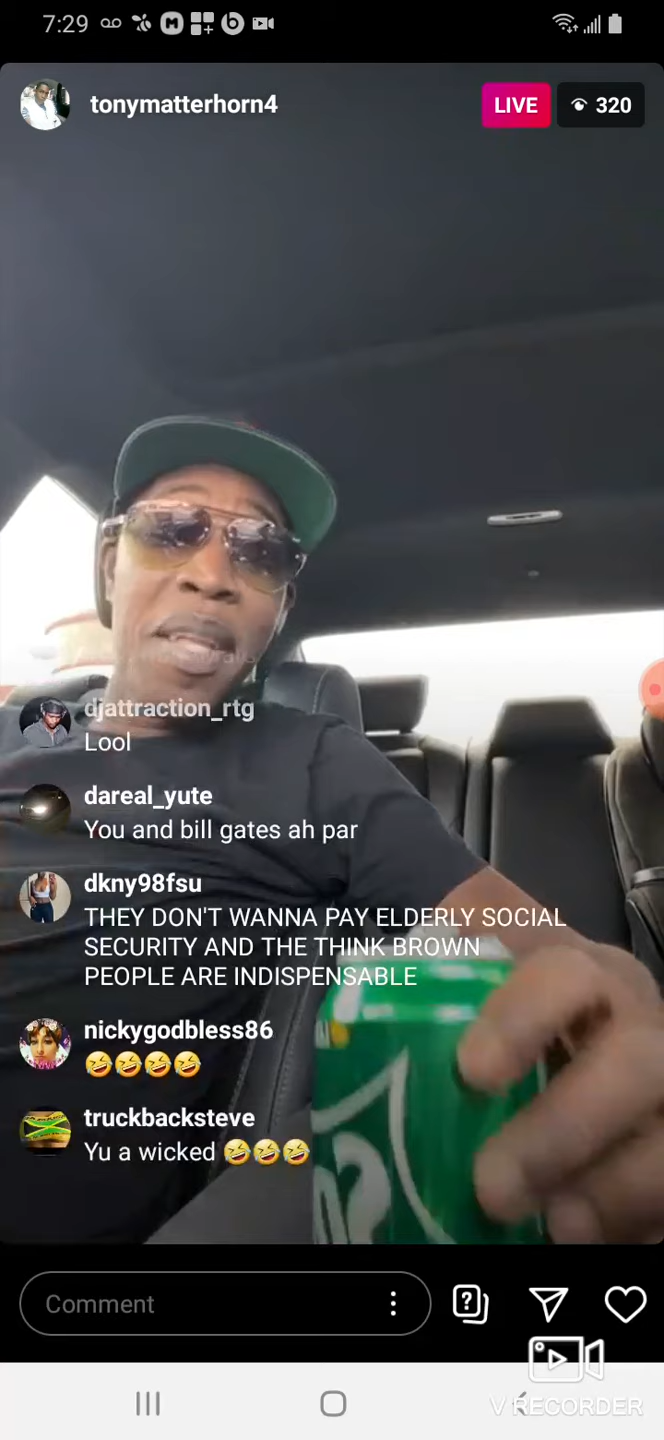 7:29
tonymatterhorn4
LIVE
320
djattraction_rtg
Lool
dareal_yute
You and bill gates ah par
dkny98fsu
THEY DON'T WANNA PAY ELDERLY SOCIAL
SECURITY AND THE THINK BROWN
PEOPLE ARE INDISPENSABLE
nickygodbless86
🤣🤣🤣🤣
truckbacksteve
Yu a wicked 🤣🤣🤣
Comment
V RECORDER